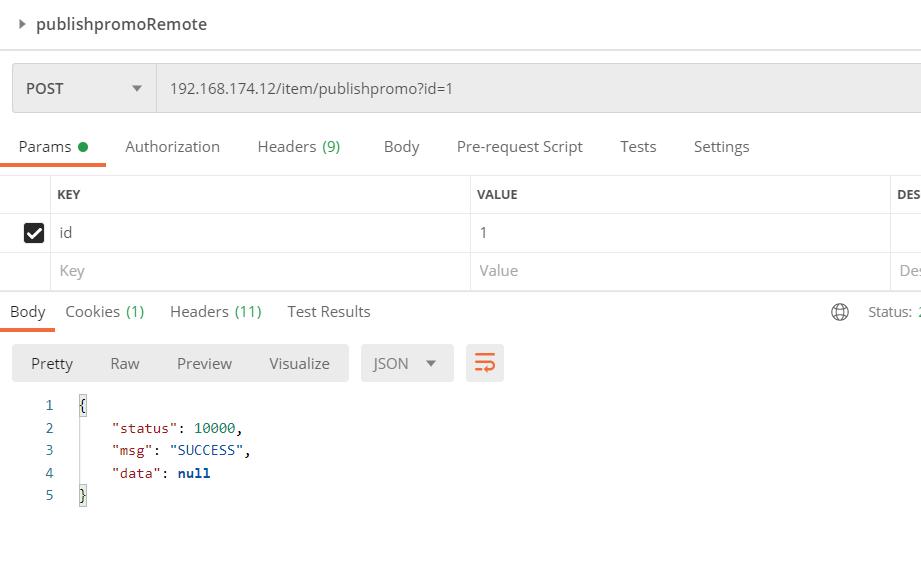 publishpromoRemote
POST 192.168.174.12/item/publishpromo?id=1
Params Authorization Headers (9) Body Pre-request Script Tests Settings
KEY VALUE DES
id 1
Key Value Des
Body Cookies (1) Headers (11) Test Results Status: 2
Pretty Raw Preview Visualize JSON
1 {
2 "status": 10000,
3 "msg": "SUCCESS",
4 "data": null
5 }